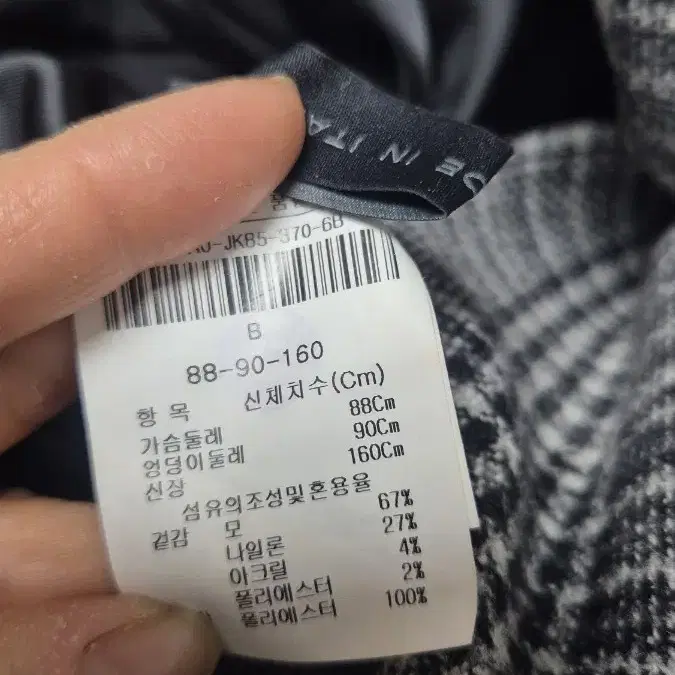 SE IN ITA
-JK85-370-6B
B
88-90-160
신체치수(Cm)
항 목
가슴둘레 88Cm
엉덩이둘레 90Cm
신장 160Cm
섬유의조성및혼용율
겉감 모 67%
나일론 27%
아크릴 4%
폴리에스터 2%
폴리에스터 100%